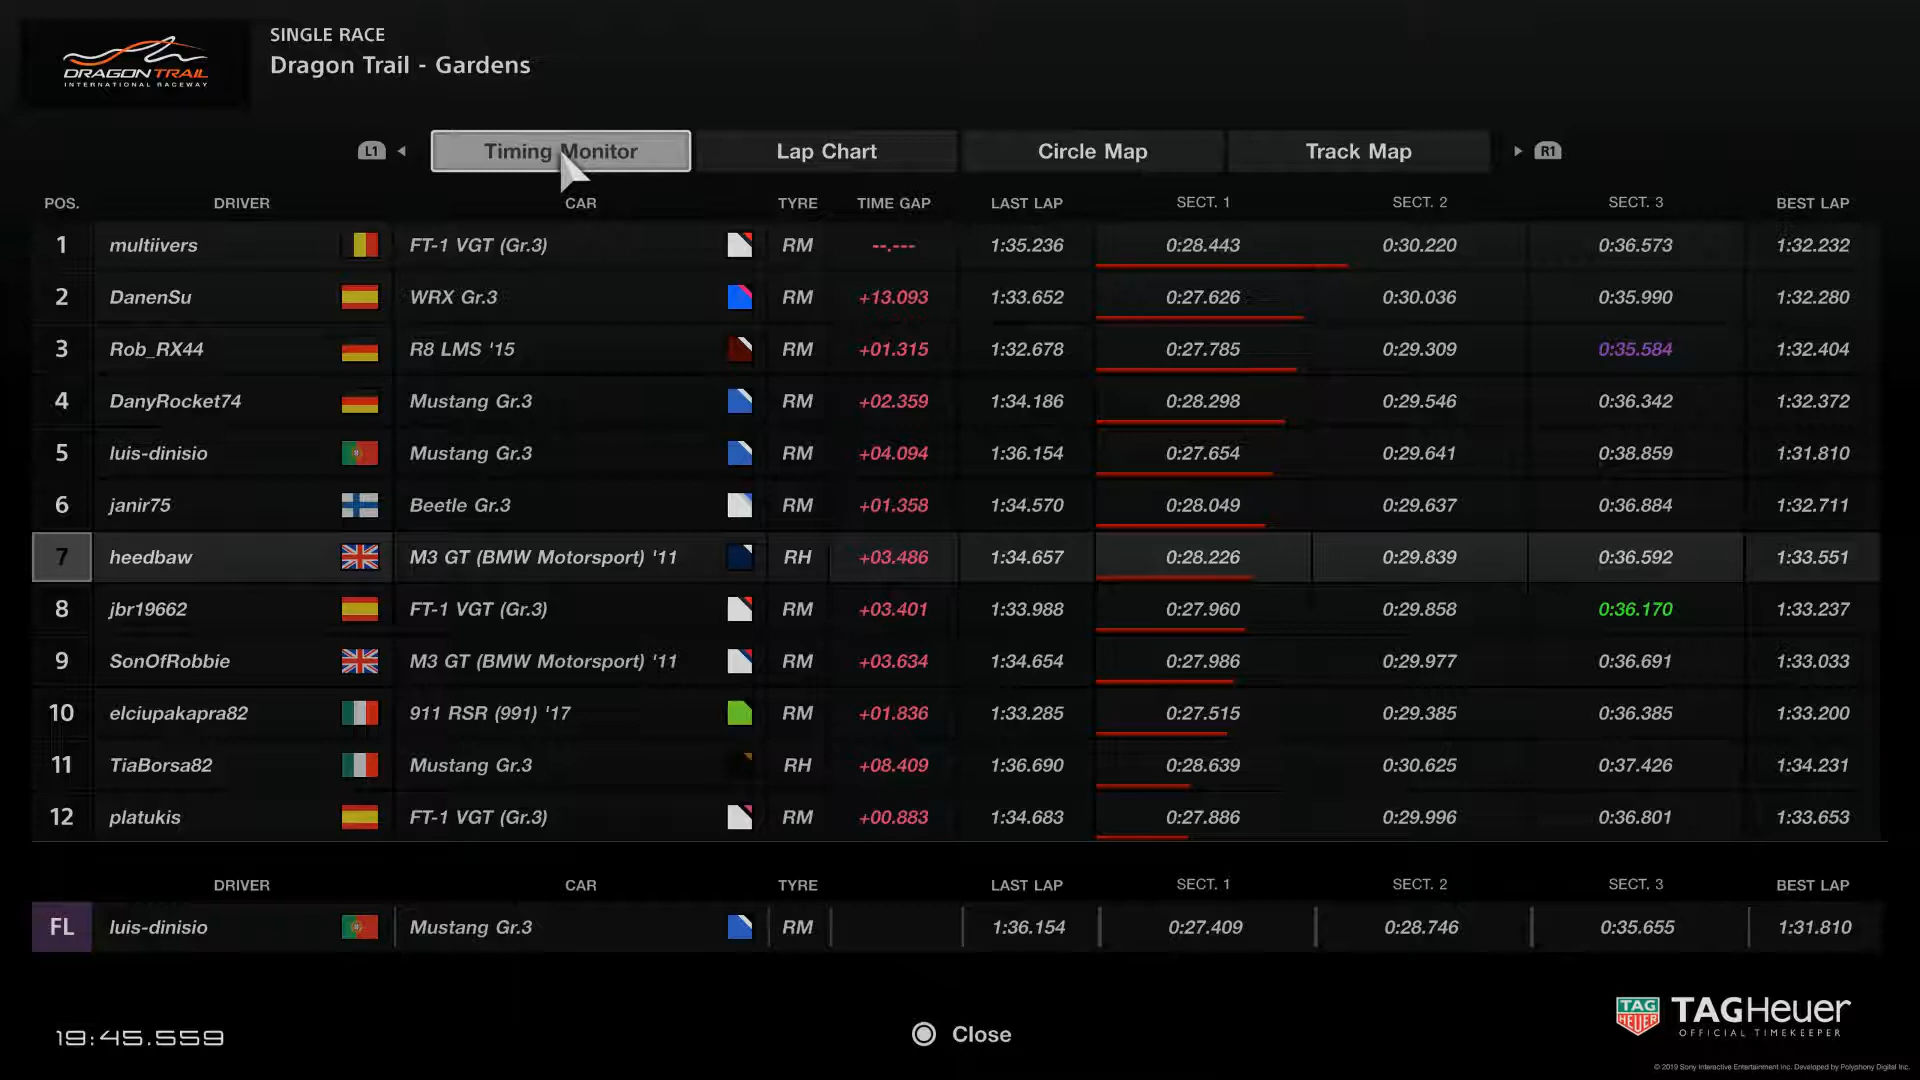 DRAGON TRAIL
INTERNATIONAL RACEWAY
SINGLE RACE
Dragon Trail - Gardens
L1 Timing Monitor Lap Chart Circle Map Track Map R1
POS. DRIVER CAR TYRE TIME GAP LAST LAP SECT. 1 SECT. 2 SECT. 3 BEST LAP
1 multiivers FT-1 VGT (Gr.3) RM --.--- 1:35.236 0:28.443 0:30.220 0:36.573 1:32.232
2 DanenSu WRX Gr.3 RM +13.093 1:33.652 0:27.626 0:30.036 0:35.990 1:32.280
3 Rob_RX44 R8 LMS '15 RM +01.315 1:32.678 0:27.785 0:29.309 0:35.584 1:32.404
4 DanyRocket74 Mustang Gr.3 RM +02.359 1:34.186 0:28.298 0:29.546 0:36.342 1:32.372
5 luis-dinisio Mustang Gr.3 RM +04.094 1:36.154 0:27.654 0:29.641 0:38.859 1:31.810
6 janir75 Beetle Gr.3 RM +01.358 1:34.570 0:28.049 0:29.637 0:36.884 1:32.711
7 heedbaw M3 GT (BMW Motorsport) '11 RH +03.486 1:34.657 0:28.226 0:29.839 0:36.592 1:33.551
8 jbr19662 FT-1 VGT (Gr.3) RM +03.401 1:33.988 0:27.960 0:29.858 0:36.170 1:33.237
9 SonOfRobbie M3 GT (BMW Motorsport) '11 RM +03.634 1:34.654 0:27.986 0:29.977 0:36.691 1:33.033
10 elciupakapra82 911 RSR (991) '17 RM +01.836 1:33.285 0:27.515 0:29.385 0:36.385 1:33.200
11 TiaBorsa82 Mustang Gr.3 RH +08.409 1:36.690 0:28.639 0:30.625 0:37.426 1:34.231
12 platukis FT-1 VGT (Gr.3) RM +00.883 1:34.683 0:27.886 0:29.996 0:36.801 1:33.653
DRIVER CAR TYRE LAST LAP SECT. 1 SECT. 2 SECT. 3 BEST LAP
FL luis-dinisio Mustang Gr.3 RM 1:36.154 0:27.409 0:28.746 0:35.655 1:31.810
19:45.559
Close
TAG HEUER
TAGHeuer
OFFICIAL TIMEKEEPER
© 2019 Sony Interactive Entertainment Inc. Developed by Polyphony Digital Inc.